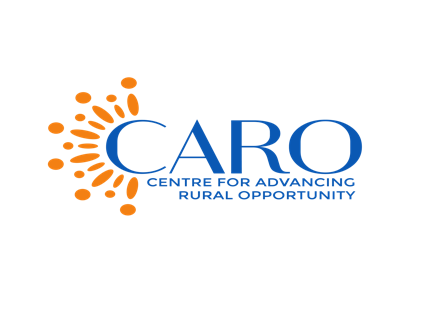 CARO
CENTRE FOR ADVANCING
RURAL OPPORTUNITY